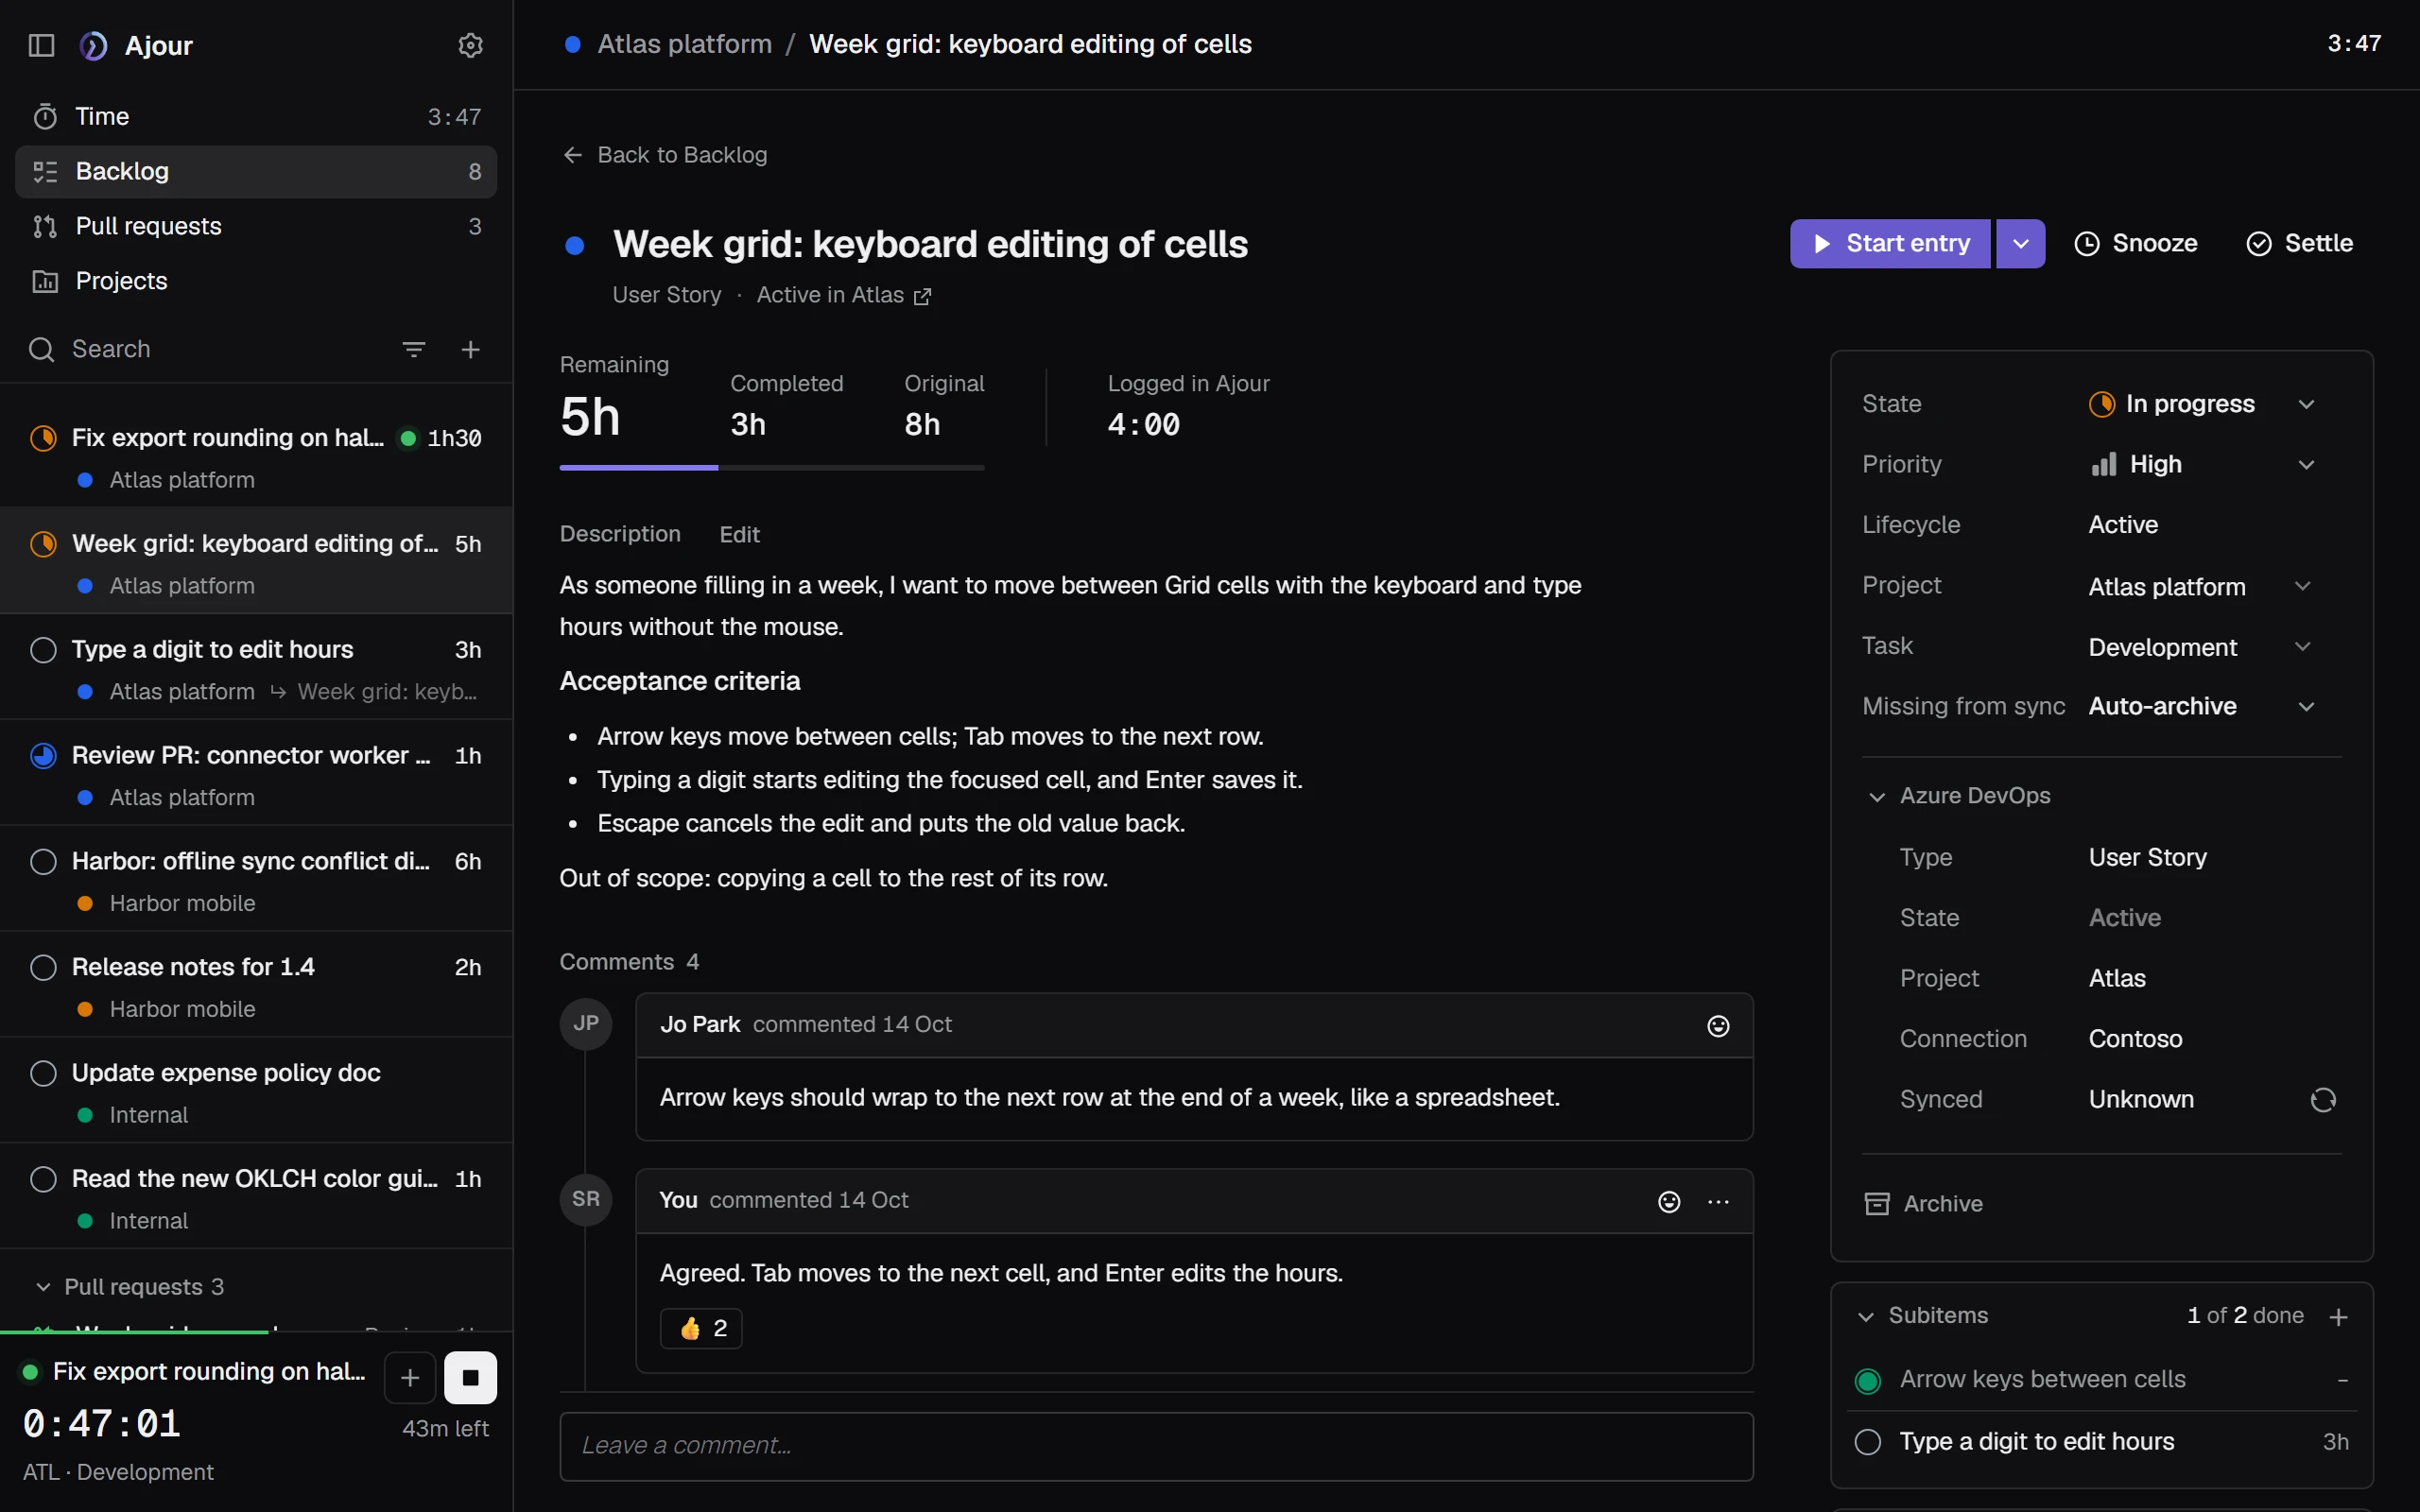 Ajour
Time 3:47
Backlog 8
Pull requests 3
Projects
Search
Fix export rounding on hal... 1h30
Atlas platform
Week grid: keyboard editing of... 5h
Atlas platform
Type a digit to edit hours 3h
Atlas platform ↳ Week grid: keyb...
Review PR: connector worker ... 1h
Atlas platform
Harbor: offline sync conflict di... 6h
Harbor mobile
Release notes for 1.4 2h
Harbor mobile
Update expense policy doc
Internal
Read the new OKLCH color gui... 1h
Internal
Pull requests 3
Fix export rounding on hal...
0:47:01 43m left
ATL · Development
Atlas platform / Week grid: keyboard editing of cells 3:47
← Back to Backlog
Week grid: keyboard editing of cells
Start entry Snooze Settle
User Story · Active in Atlas
Remaining Completed Original Logged in Ajour
5h 3h 8h 4:00
Description Edit
As someone filling in a week, I want to move between Grid cells with the keyboard and type
hours without the mouse.
Acceptance criteria
• Arrow keys move between cells; Tab moves to the next row.
• Typing a digit starts editing the focused cell, and Enter saves it.
• Escape cancels the edit and puts the old value back.
Out of scope: copying a cell to the rest of its row.
Comments 4
JP Jo Park commented 14 Oct
Arrow keys should wrap to the next row at the end of a week, like a spreadsheet.
SR You commented 14 Oct
Agreed. Tab moves to the next cell, and Enter edits the hours.
👍 2
Leave a comment...
State In progress
Priority High
Lifecycle Active
Project Atlas platform
Task Development
Missing from sync Auto-archive
Azure DevOps
Type User Story
State Active
Project Atlas
Connection Contoso
Synced Unknown
Archive
Subitems 1 of 2 done
Arrow keys between cells –
Type a digit to edit hours 3h